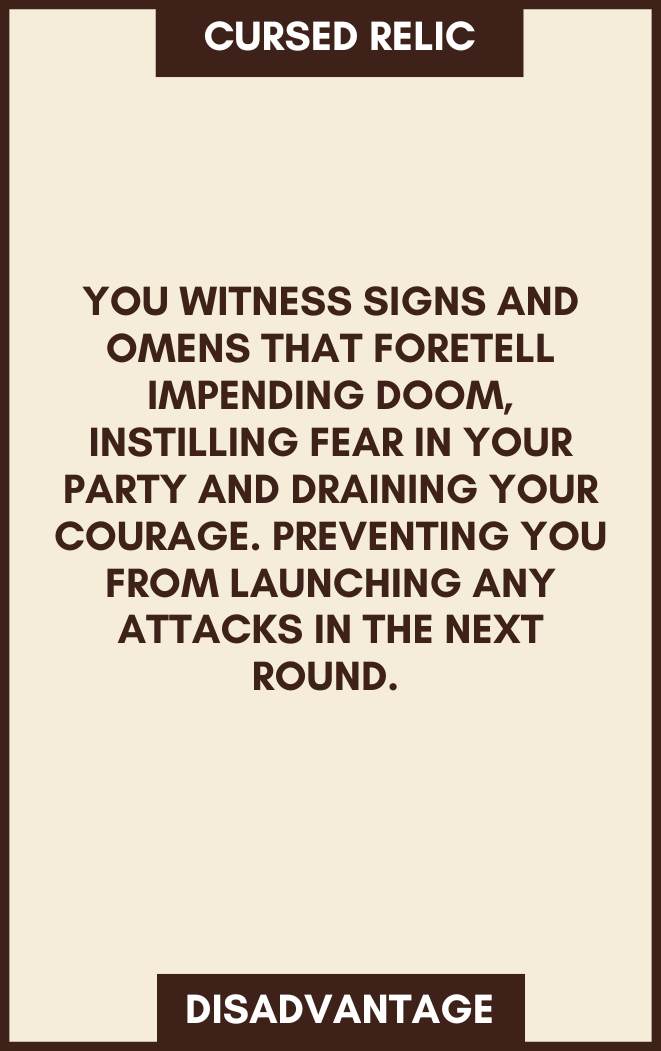 CURSED RELIC
YOU WITNESS SIGNS AND
OMENS THAT FORETELL
IMPENDING DOOM,
INSTILLING FEAR IN YOUR
PARTY AND DRAINING YOUR
COURAGE. PREVENTING YOU
FROM LAUNCHING ANY
ATTACKS IN THE NEXT
ROUND.
DISADVANTAGE